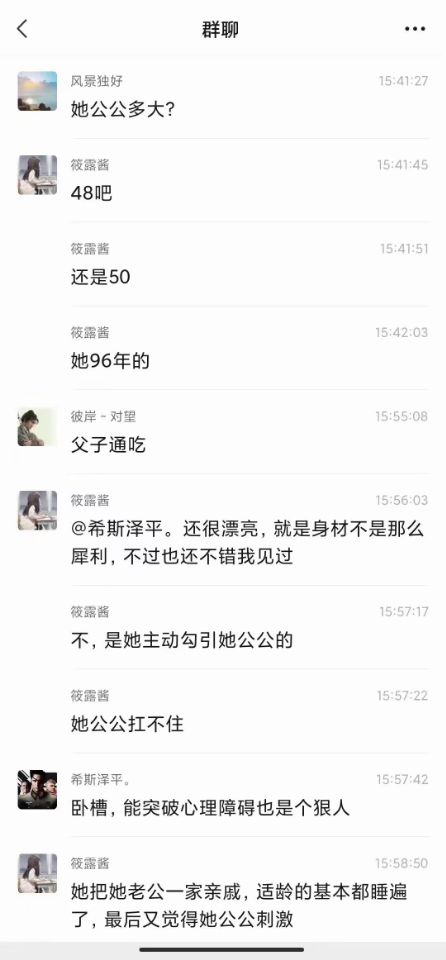 群聊
风景独好
15:41:27
她公公多大?
筱露酱
15:41:45
48吧
筱露酱
15:41:51
还是50
筱露酱
15:42:03
她96年的
彼岸 - 对望
15:55:08
父子通吃
筱露酱
15:56:03
@希斯泽平。还很漂亮，就是身材不是那么
犀利，不过也还不错我见过
筱露酱
15:57:17
不，是她主动勾引她公公的
筱露酱
15:57:22
她公公扛不住
希斯泽平。
15:57:42
卧槽，能突破心理障碍也是个狠人
筱露酱
15:58:50
她把她老公一家亲戚，适龄的基本都睡遍
了，最后又觉得她公公刺激